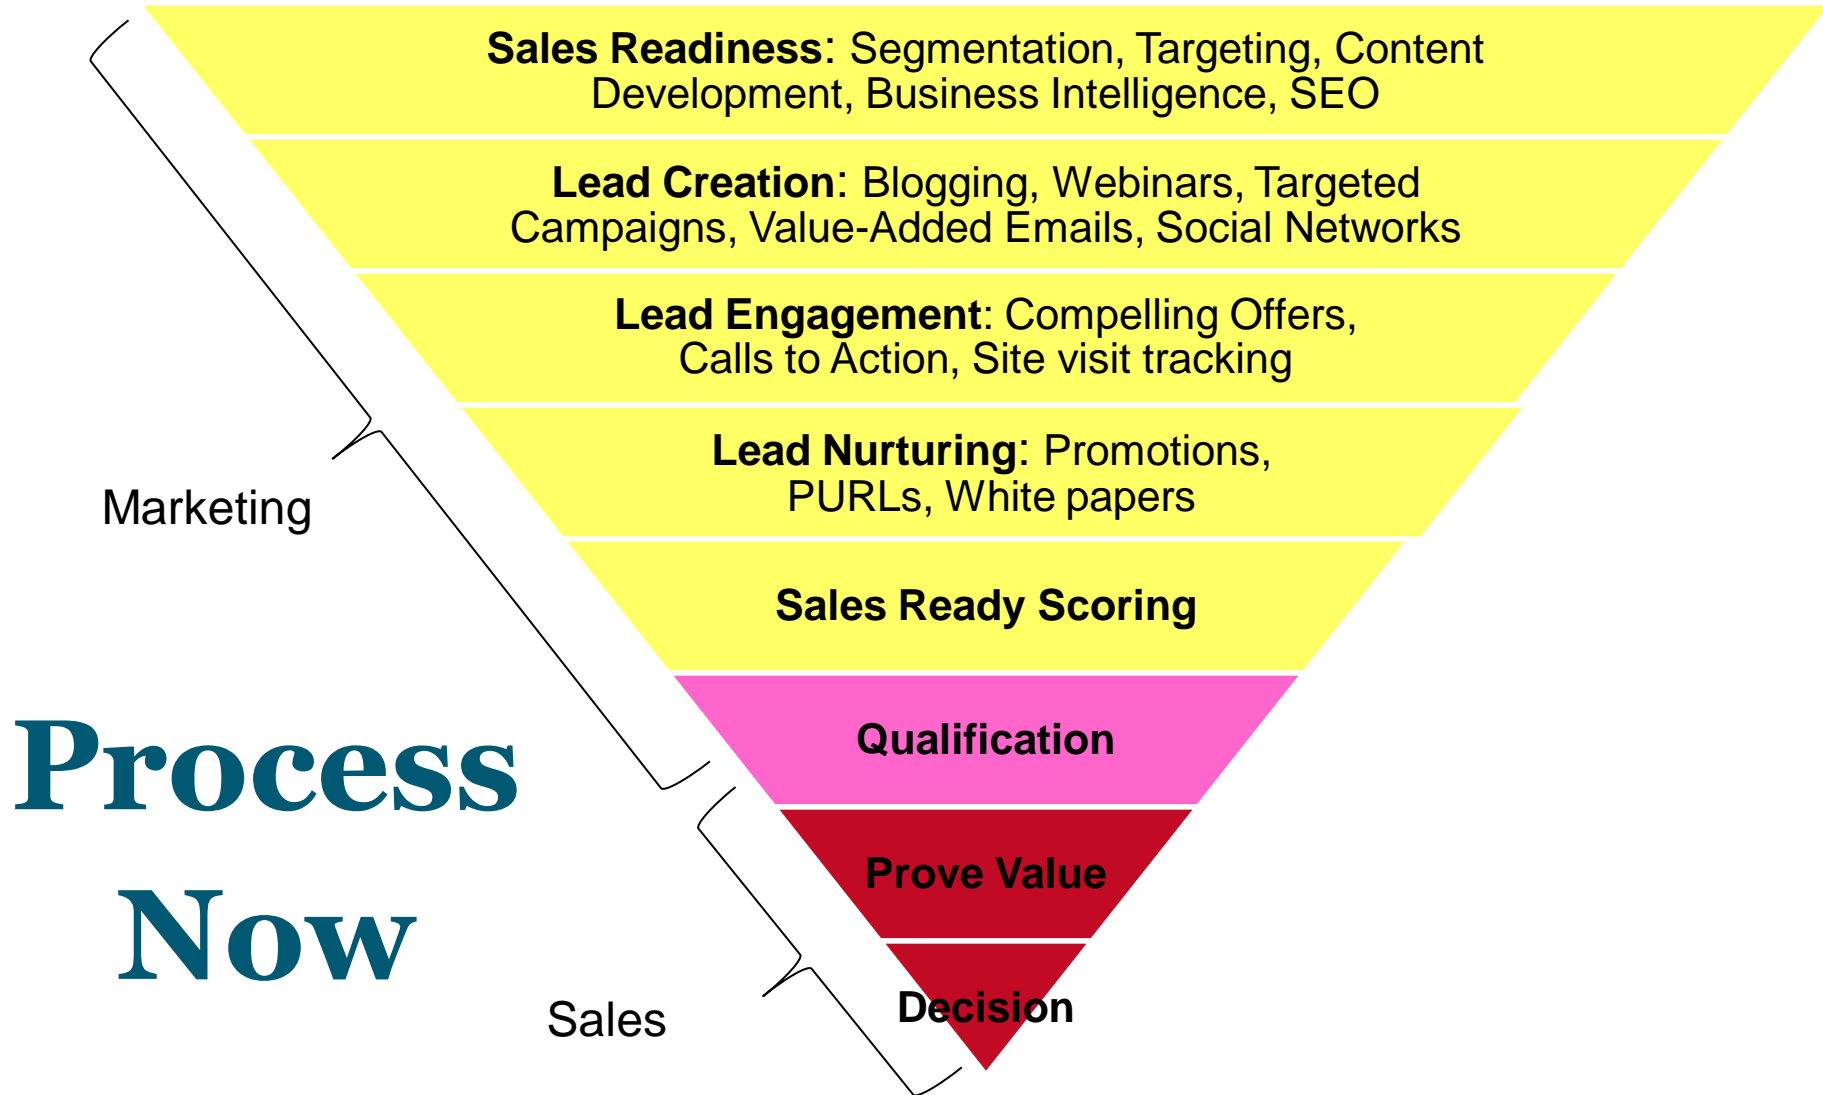 Sales Readiness: Segmentation, Targeting, Content
Development, Business Intelligence, SEO
Lead Creation: Blogging, Webinars, Targeted
Campaigns, Value-Added Emails, Social Networks
Lead Engagement: Compelling Offers,
Calls to Action, Site visit tracking
Lead Nurturing: Promotions,
PURLs, White papers
Marketing
Sales Ready Scoring
Qualification
Process
Now
Prove Value
Decision
Sales